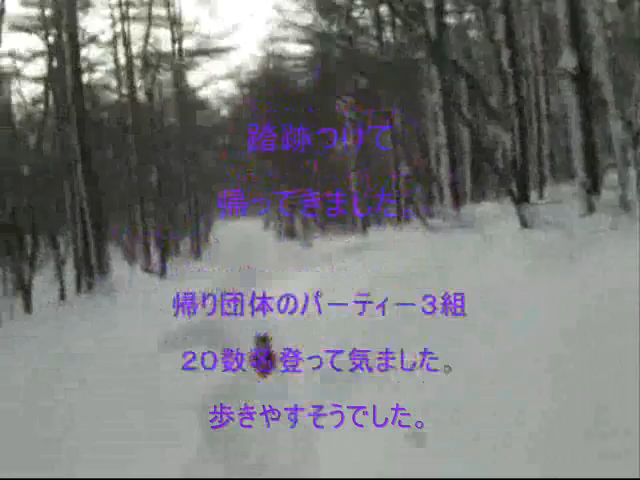 踏跡つけて
帰ってきました。
帰り団体のパーティー３組
２０数名登って気ました。
歩きやすそうでした。